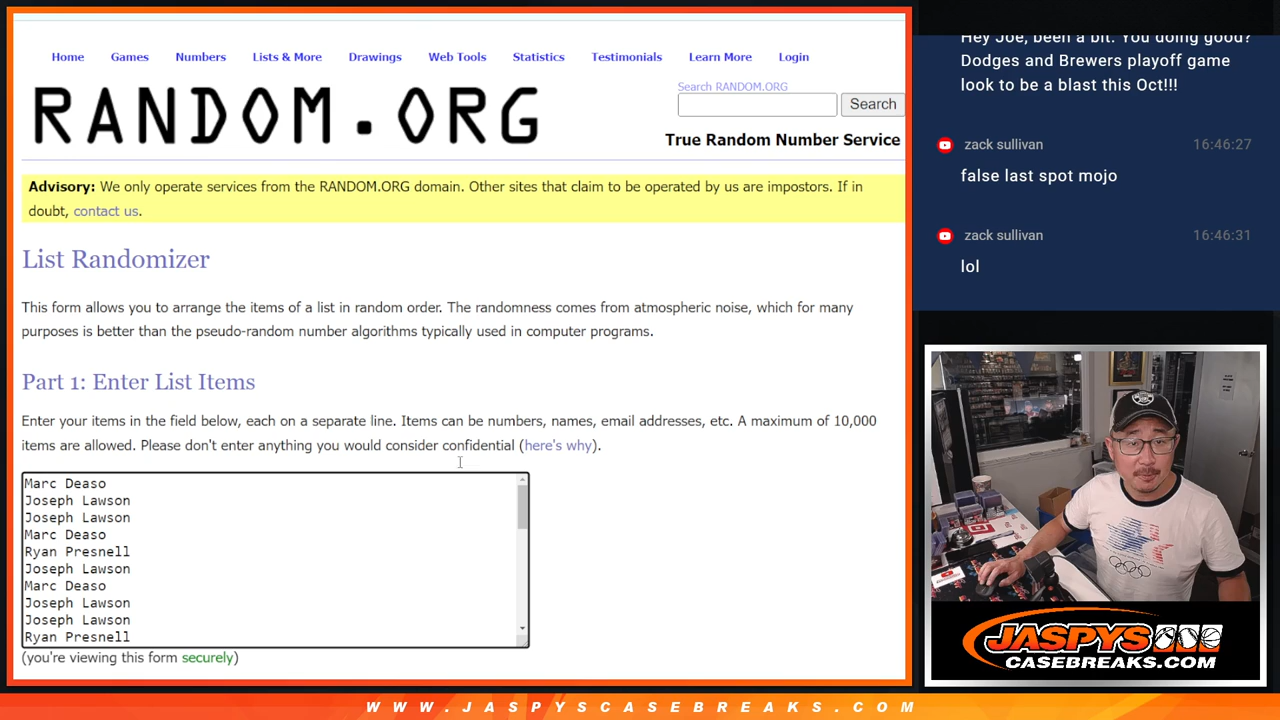 Home Games Numbers Lists & More Drawings Web Tools Statistics Testimonials Learn More Login
RANDOM.ORG
Search RANDOM.ORG
Search
True Random Number Service
Advisory: We only operate services from the RANDOM.ORG domain. Other sites that claim to be operated by us are impostors. If in
doubt, contact us.
List Randomizer
This form allows you to arrange the items of a list in random order. The randomness comes from atmospheric noise, which for many
purposes is better than the pseudo-random number algorithms typically used in computer programs.
Part 1: Enter List Items
Enter your items in the field below, each on a separate line. Items can be numbers, names, email addresses, etc. A maximum of 10,000
items are allowed. Please don't enter anything you would consider confidential (here's why).
Marc Deaso
Joseph Lawson
Joseph Lawson
Marc Deaso
Ryan Presnell
Joseph Lawson
Marc Deaso
Joseph Lawson
Joseph Lawson
Ryan Presnell
(you're viewing this form securely)
Hey Joe, been a bit. You doing good?
Dodges and Brewers playoff game
look to be a blast this Oct!!!
zack sullivan 16:46:27
false last spot mojo
zack sullivan 16:46:31
lol
JASPYS
CASEBREAKS.COM
WWW.JASPYSCASEBREAKS.COM